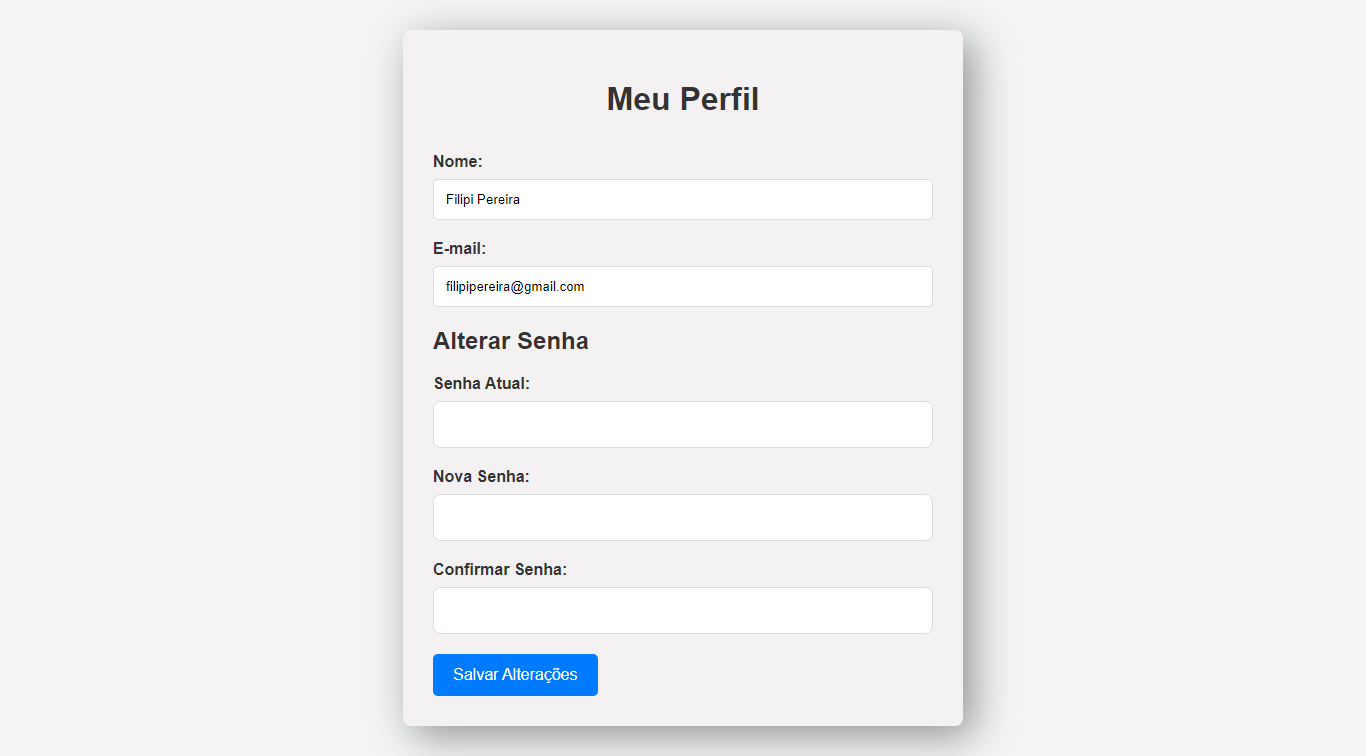 Meu Perfil
Nome:
Filipi Pereira
E-mail:
filipipereira@gmail.com
Alterar Senha
Senha Atual:
Nova Senha:
Confirmar Senha:
Salvar Alterações